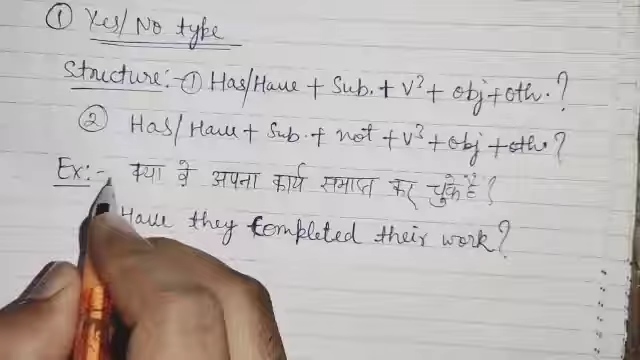 ① Yes/No type
Structure:-① Has/Have + Sub. + V³ + obj + oth. ?
② Has/Have + Sub. + not + V³ + obj + oth. ?
Ex:- क्या वे अपना कार्य समाप्त कर चुके हैं?
Have they completed their work?